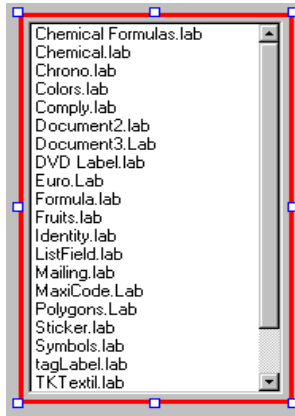 Chemical Formulas.lab
Chemical.lab
Chrono.lab
Colors.lab
Comply.lab
Document2.lab
Document3.Lab
DVD Label.lab
Euro.Lab
Formula.lab
Fruits.lab
Identity.lab
ListField.lab
Mailing.lab
MaxiCode.Lab
Polygons.Lab
Sticker.lab
Symbols.lab
tagLabel.lab
TKTextil.lab